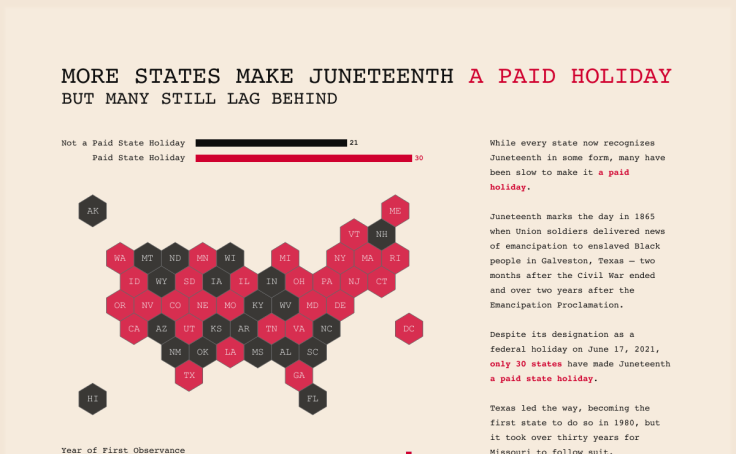 MORE STATES MAKE JUNETEENTH A PAID HOLIDAY
BUT MANY STILL LAG BEHIND
Not a Paid State Holiday 21
Paid State Holiday 30
AK ME
VT NH
WA MT ND MN WI MI NY MA RI
ID WY SD IA IL IN OH PA NJ CT
OR NV CO NE MO KY WV MD DE
CA AZ UT KS AR TN VA NC DC
NM OK LA MS AL SC
TX GA
HI FL
Year of First Observance
While every state now recognizes
Juneteenth in some form, many have
been slow to make it a paid
holiday.
Juneteenth marks the day in 1865
when Union soldiers delivered news
of emancipation to enslaved Black
people in Galveston, Texas — two
months after the Civil War ended
and over two years after the
Emancipation Proclamation.
Despite its designation as a
federal holiday on June 17, 2021,
only 30 states have made Juneteenth
a paid state holiday.
Texas led the way, becoming the
first state to do so in 1980, but
it took over thirty years for
Missouri to follow suit.